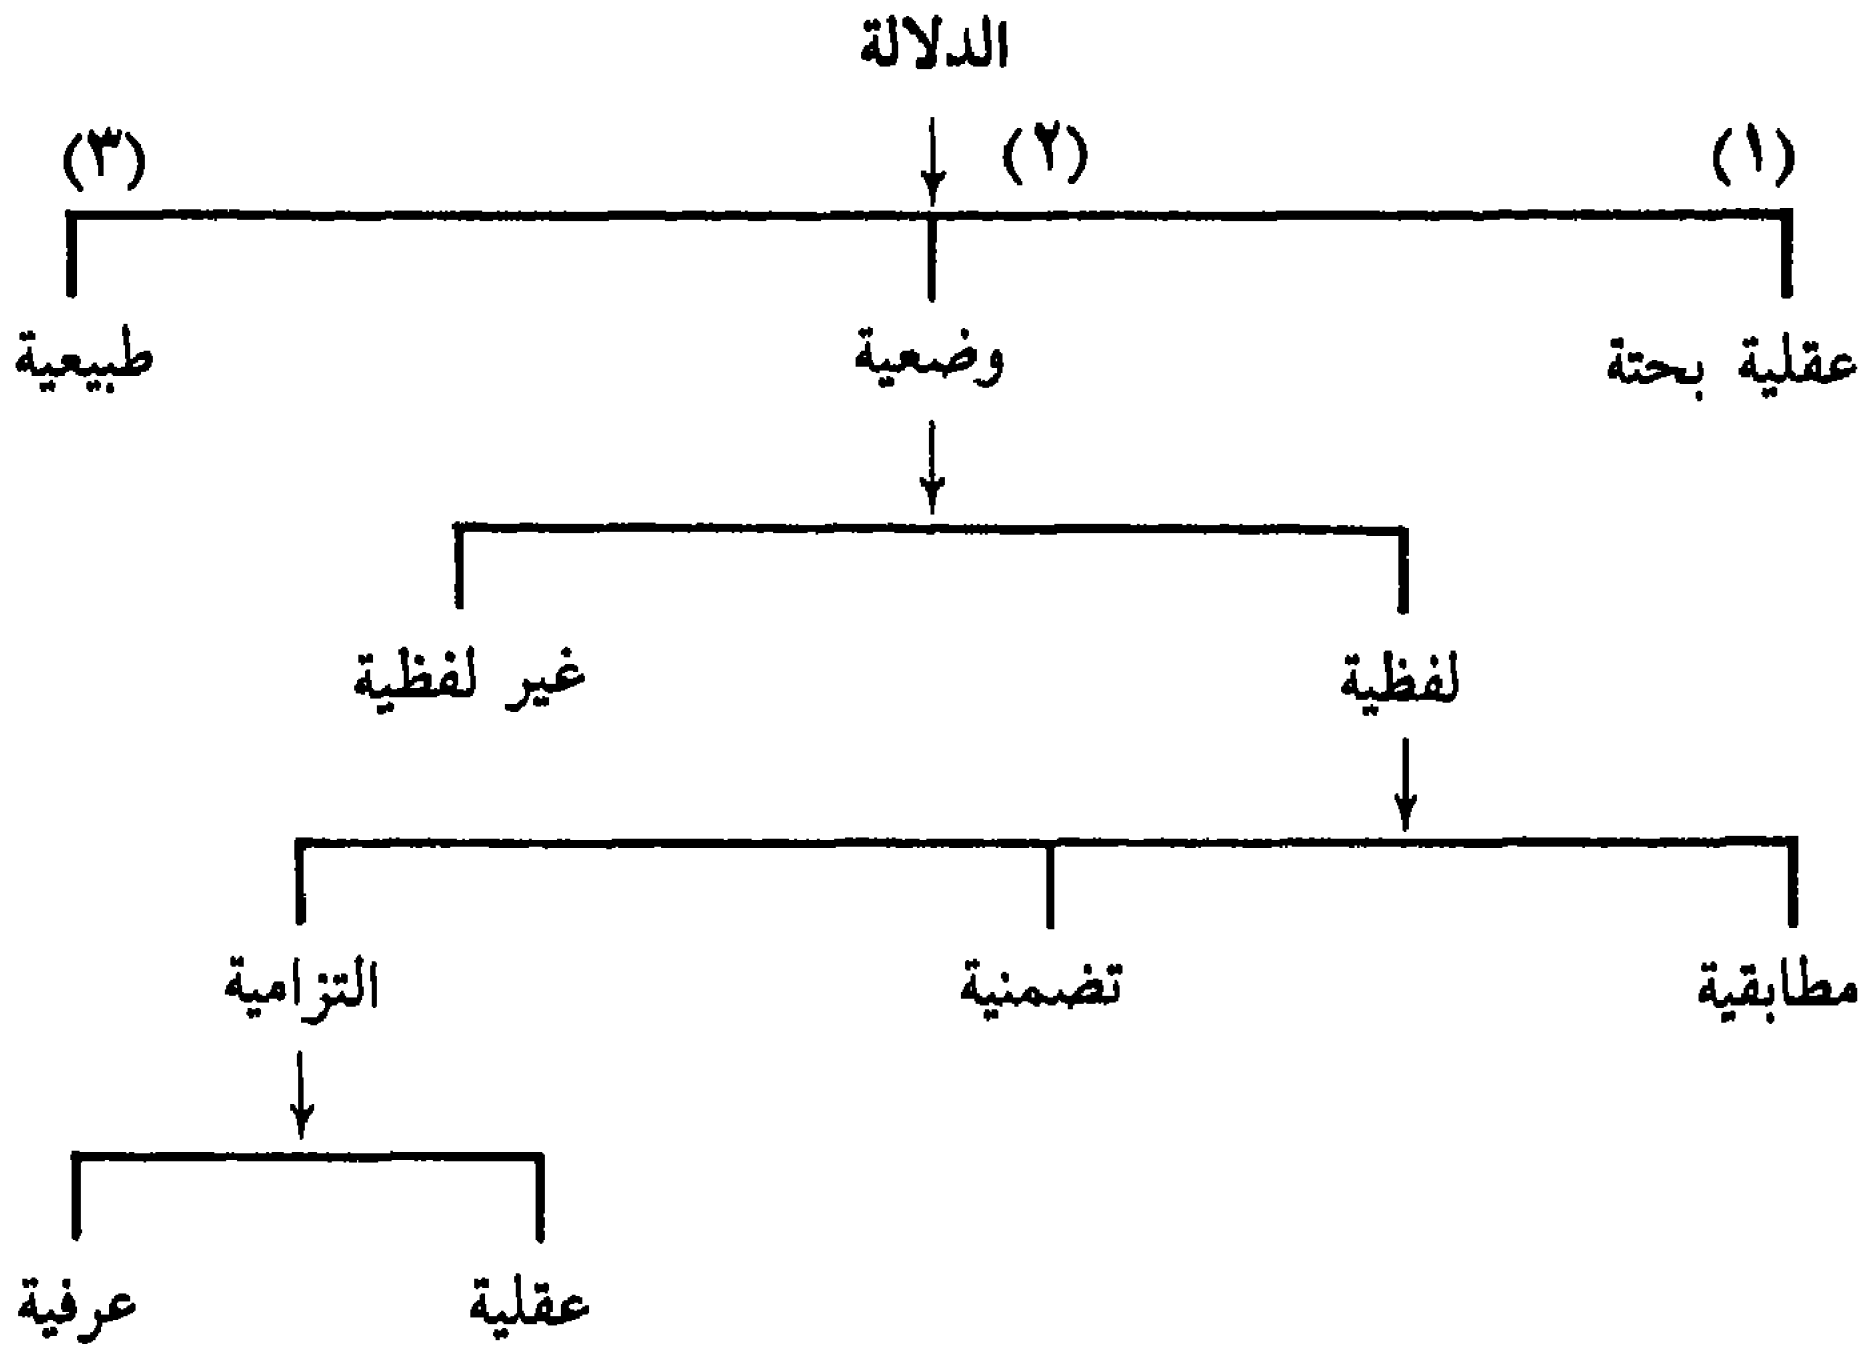 الدلالة
(١) (٢) (٣)
عقلية بحتة وضعية طبيعية
لفظية غير لفظية
مطابقية تضمنية التزامية
عقلية عرفية